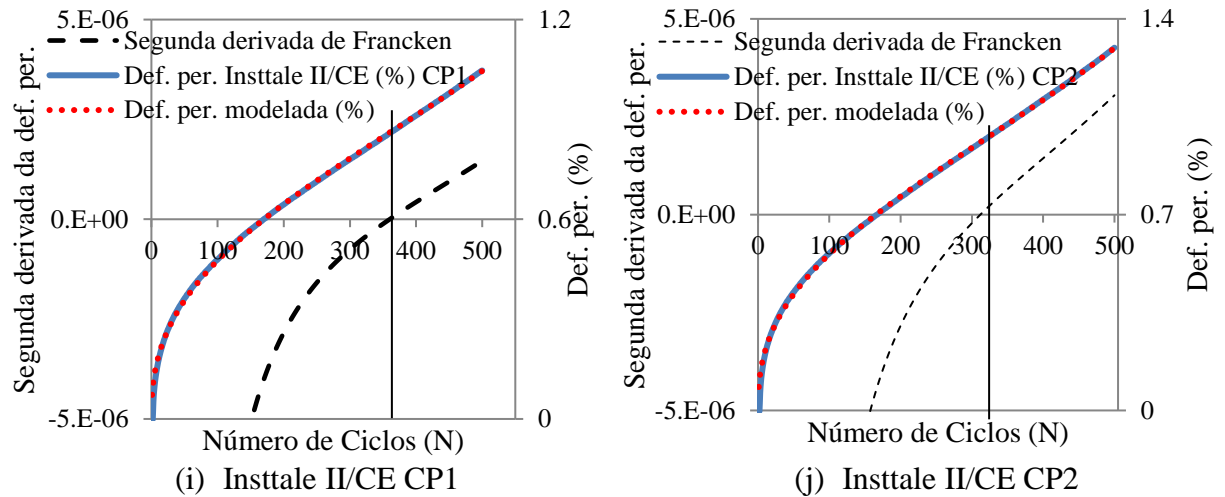 5.E-06
0.E+00
-5.E-06
Segunda derivada da def. per.
Segunda derivada de Francken
Def. per. Insttale II/CE (%) CP1
Def. per. modelada (%)
0 100 200 300 400 500
1.2
0.6
0
Def. per. (%)
Número de Ciclos (N)
(i) Insttale II/CE CP1
5.E-06
0.E+00
-5.E-06
Segunda derivada da def. per.
Segunda derivada de Francken
Def. per. Insttale II/CE (%) CP2
Def. per. modelada (%)
0 100 200 300 400 500
1.4
0.7
0
Def. per. (%)
Número de Ciclos (N)
(j) Insttale II/CE CP2